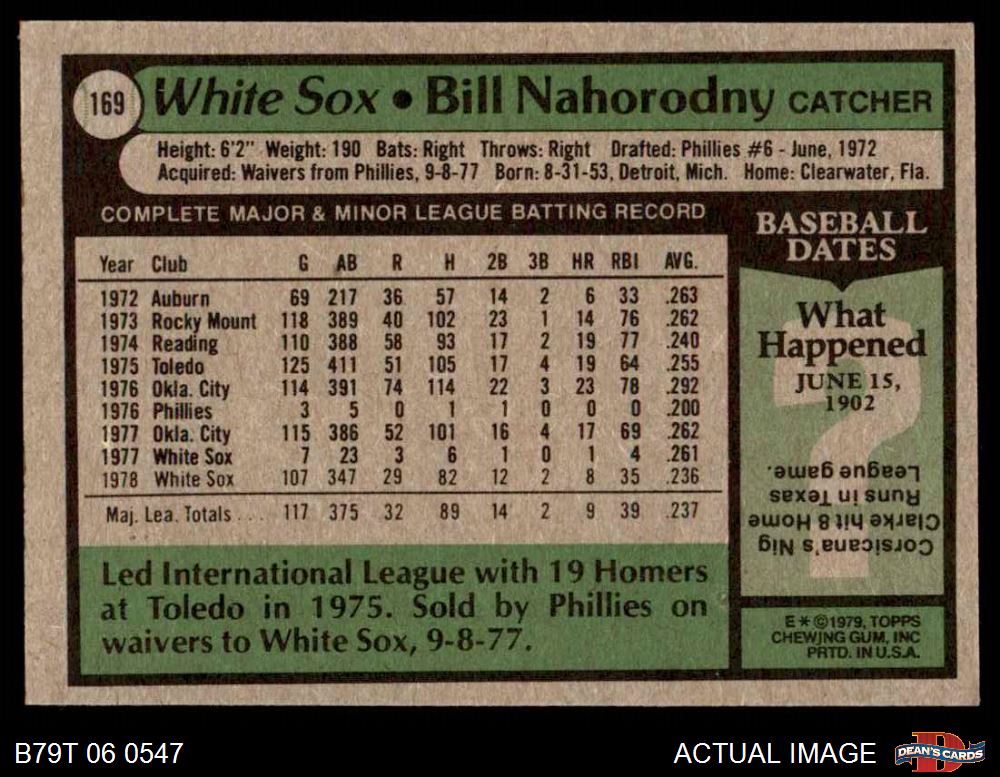 169 White Sox • Bill Nahorodny CATCHER
Height: 6'2" Weight: 190 Bats: Right Throws: Right Drafted: Phillies #6 - June, 1972
Acquired: Waivers from Phillies, 9-8-77 Born: 8-31-53, Detroit, Mich. Home: Clearwater, Fla.
COMPLETE MAJOR & MINOR LEAGUE BATTING RECORD
Year Club G AB R H 2B 3B HR RBI AVG.
1972 Auburn 69 217 36 57 14 2 6 33 .263
1973 Rocky Mount 118 389 40 102 23 1 14 76 .262
1974 Reading 110 388 58 93 17 2 19 77 .240
1975 Toledo 125 411 51 105 17 4 19 64 .255
1976 Okla. City 114 391 74 114 22 3 23 78 .292
1976 Phillies 3 5 0 1 1 0 0 0 .200
1977 Okla. City 115 386 52 101 16 4 17 69 .262
1977 White Sox 7 23 3 6 1 0 1 4 .261
1978 White Sox 107 347 29 82 12 2 8 35 .236
Maj. Lea. Totals . . . 117 375 32 89 14 2 9 39 .237
Led International League with 19 Homers
at Toledo in 1975. Sold by Phillies on
waivers to White Sox, 9-8-77.
BASEBALL
DATES
What
Happened
JUNE 15,
1902
?
Corsicana's Nig
Clarke hit 8 Home
Runs in Texas
League game.
E * ©1979, TOPPS
CHEWING GUM, INC
PRTD. IN U.S.A.
B79T 06 0547
ACTUAL IMAGE
D
DEAN'S CARDS